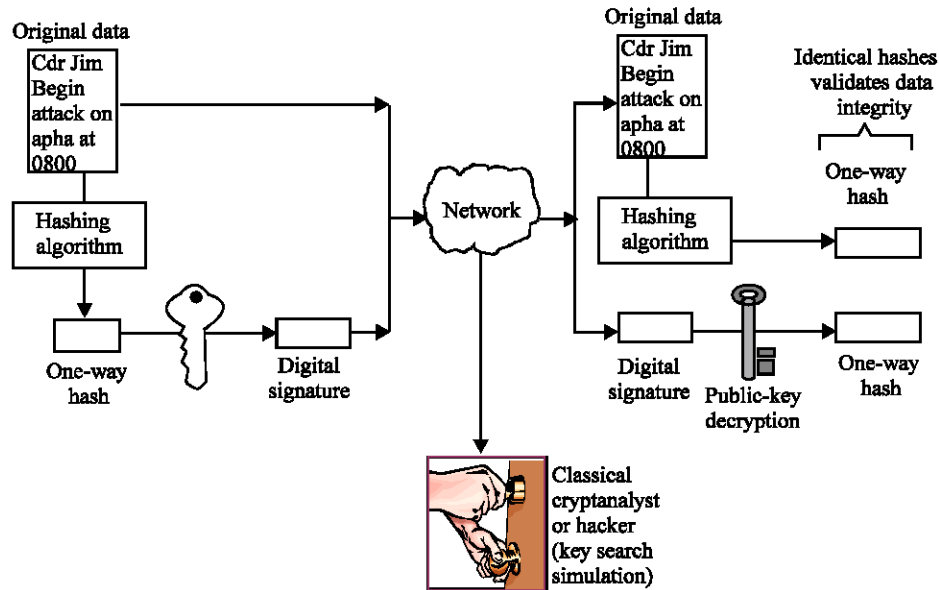 Original data
Cdr Jim
Begin
attack on
apha at
0800
Hashing
algorithm
One-way
hash
Digital
signature
Network
Classical
cryptanalyst
or hacker
(key search
simulation)
Original data
Cdr Jim
Begin
attack on
apha at
0800
Hashing
algorithm
Digital
signature
Public-key
decryption
Identical hashes
validates data
integrity
One-way
hash
One-way
hash